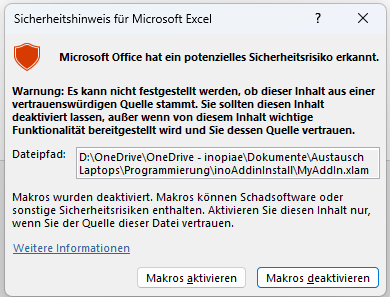 Sicherheitshinweis für Microsoft Excel
Microsoft Office hat ein potenzielles Sicherheitsrisiko erkannt.
Warnung: Es kann nicht festgestellt werden, ob dieser Inhalt aus einer
vertrauenswürdigen Quelle stammt. Sie sollten diesen Inhalt
deaktiviert lassen, außer wenn von diesem Inhalt wichtige
Funktionalität bereitgestellt wird und Sie dessen Quelle vertrauen.
Dateipfad: D:\OneDrive\OneDrive - inopiae\Dokumente\Austausch
Laptops\Programmierung\inoAddinInstall\MyAddIn.xlam
Makros wurden deaktiviert. Makros können Schadsoftware oder
sonstige Sicherheitsrisiken enthalten. Aktivieren Sie diesen Inhalt nur,
wenn Sie der Quelle dieser Datei vertrauen.
Weitere Informationen
Makros aktivieren Makros deaktivieren